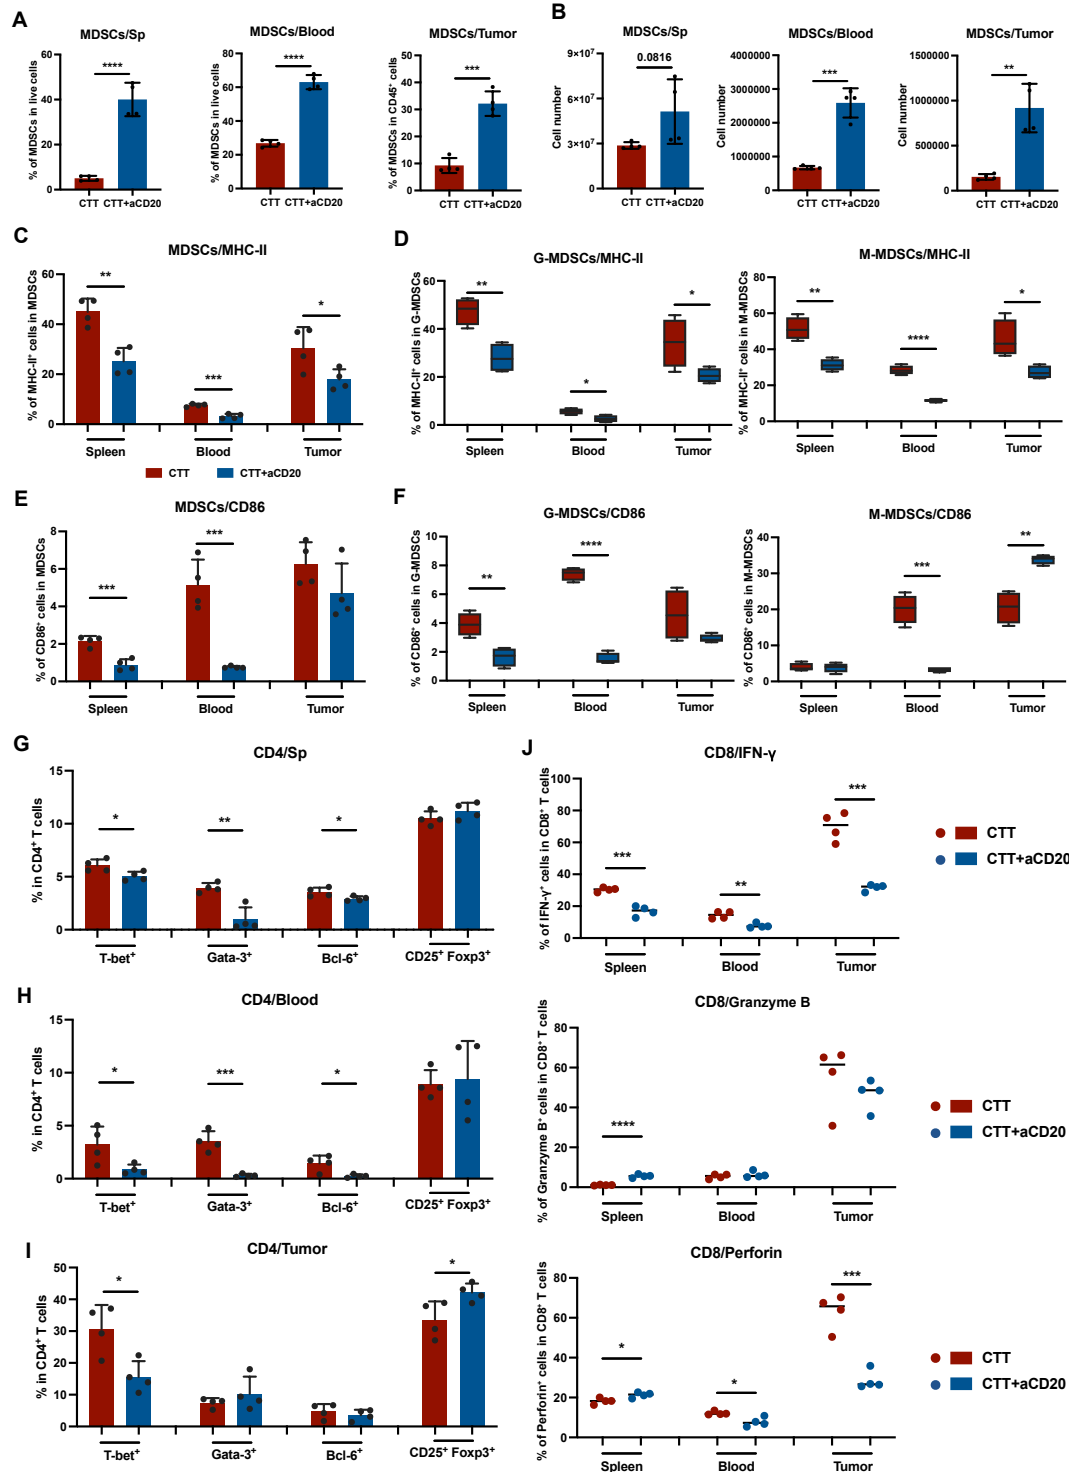 A
MDSCs/Sp
% of MDSCs in live cells
60
40
20
0
****
CTT CTT+aCD20
MDSCs/Blood
% of MDSCs in live cells
80
60
40
20
0
****
CTT CTT+aCD20
MDSCs/Tumor
% of MDSCs in CD45⁺ cells
50
40
30
20
10
0
***
CTT CTT+aCD20
B
MDSCs/Sp
Cell number
9×10⁷
6×10⁷
3×10⁷
0
0.0816
CTT CTT+aCD20
MDSCs/Blood
Cell number
4000000
3000000
2000000
1000000
0
***
CTT CTT+aCD20
MDSCs/Tumor
Cell number
1500000
1000000
500000
0
**
CTT CTT+aCD20
C
MDSCs/MHC-II
% of MHC-II⁺ cells in MDSCs
60
40
20
0
** *** *
Spleen Blood Tumor
CTT CTT+aCD20
D
G-MDSCs/MHC-II
% of MHC-II⁺ cells in G-MDSCs
60
40
20
0
** * *
Spleen Blood Tumor
M-MDSCs/MHC-II
% of MHC-II⁺ cells in M-MDSCs
80
60
40
20
0
** **** *
Spleen Blood Tumor
E
MDSCs/CD86
% of CD86⁺ cells in MDSCs
8
6
4
2
0
*** ***
Spleen Blood Tumor
F
G-MDSCs/CD86
% of CD86⁺ cells in G-MDSCs
10
8
6
4
2
0
** ****
Spleen Blood Tumor
M-MDSCs/CD86
% of CD86⁺ cells in M-MDSCs
40
30
20
10
0
*** **
Spleen Blood Tumor
G
CD4/Sp
% in CD4⁺ T cells
15
10
5
0
* ** *
T-bet⁺ Gata-3⁺ Bcl-6⁺ CD25⁺ Foxp3⁺
H
CD4/Blood
% in CD4⁺ T cells
15
10
5
0
* *** *
T-bet⁺ Gata-3⁺ Bcl-6⁺ CD25⁺ Foxp3⁺
I
CD4/Tumor
% in CD4⁺ T cells
50
40
30
20
10
0
* *
T-bet⁺ Gata-3⁺ Bcl-6⁺ CD25⁺ Foxp3⁺
J
CD8/IFN-γ
% of IFN-γ⁺ cells in CD8⁺ T cells
100
80
60
40
20
0
*** ** ***
Spleen Blood Tumor
CTT
CTT+aCD20
CD8/Granzyme B
% of Granzyme B⁺ cells in CD8⁺ T cells
80
60
40
20
0
****
Spleen Blood Tumor
CTT
CTT+aCD20
CD8/Perforin
% of Perforin⁺ cells in CD8⁺ T cells
80
60
40
20
0
* * ***
Spleen Blood Tumor
CTT
CTT+aCD20